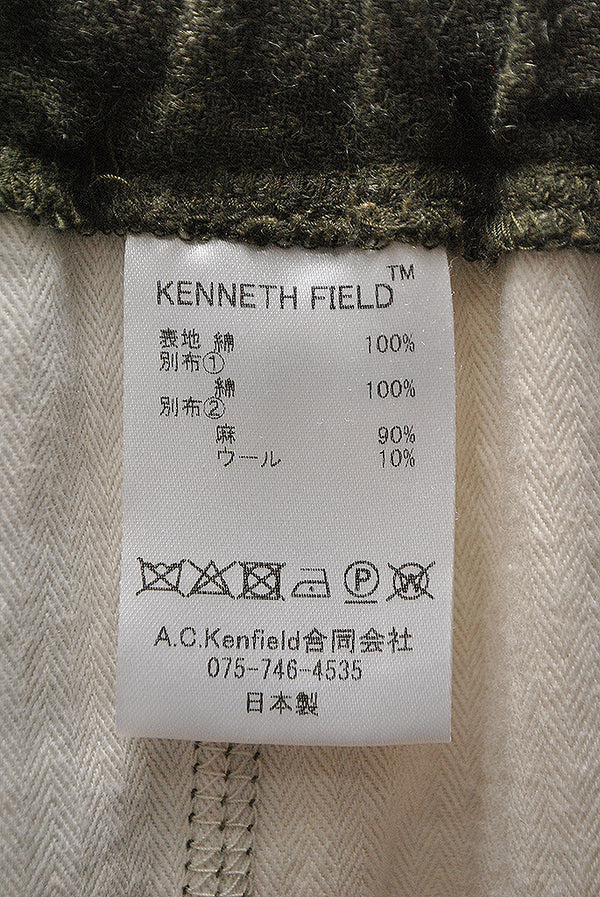 KENNETH FIELD™
表地 綿 100%
別布①
綿 100%
別布②
麻 90%
ウール 10%
P W
A.C.Kenfield合同会社
075-746-4535
日本製